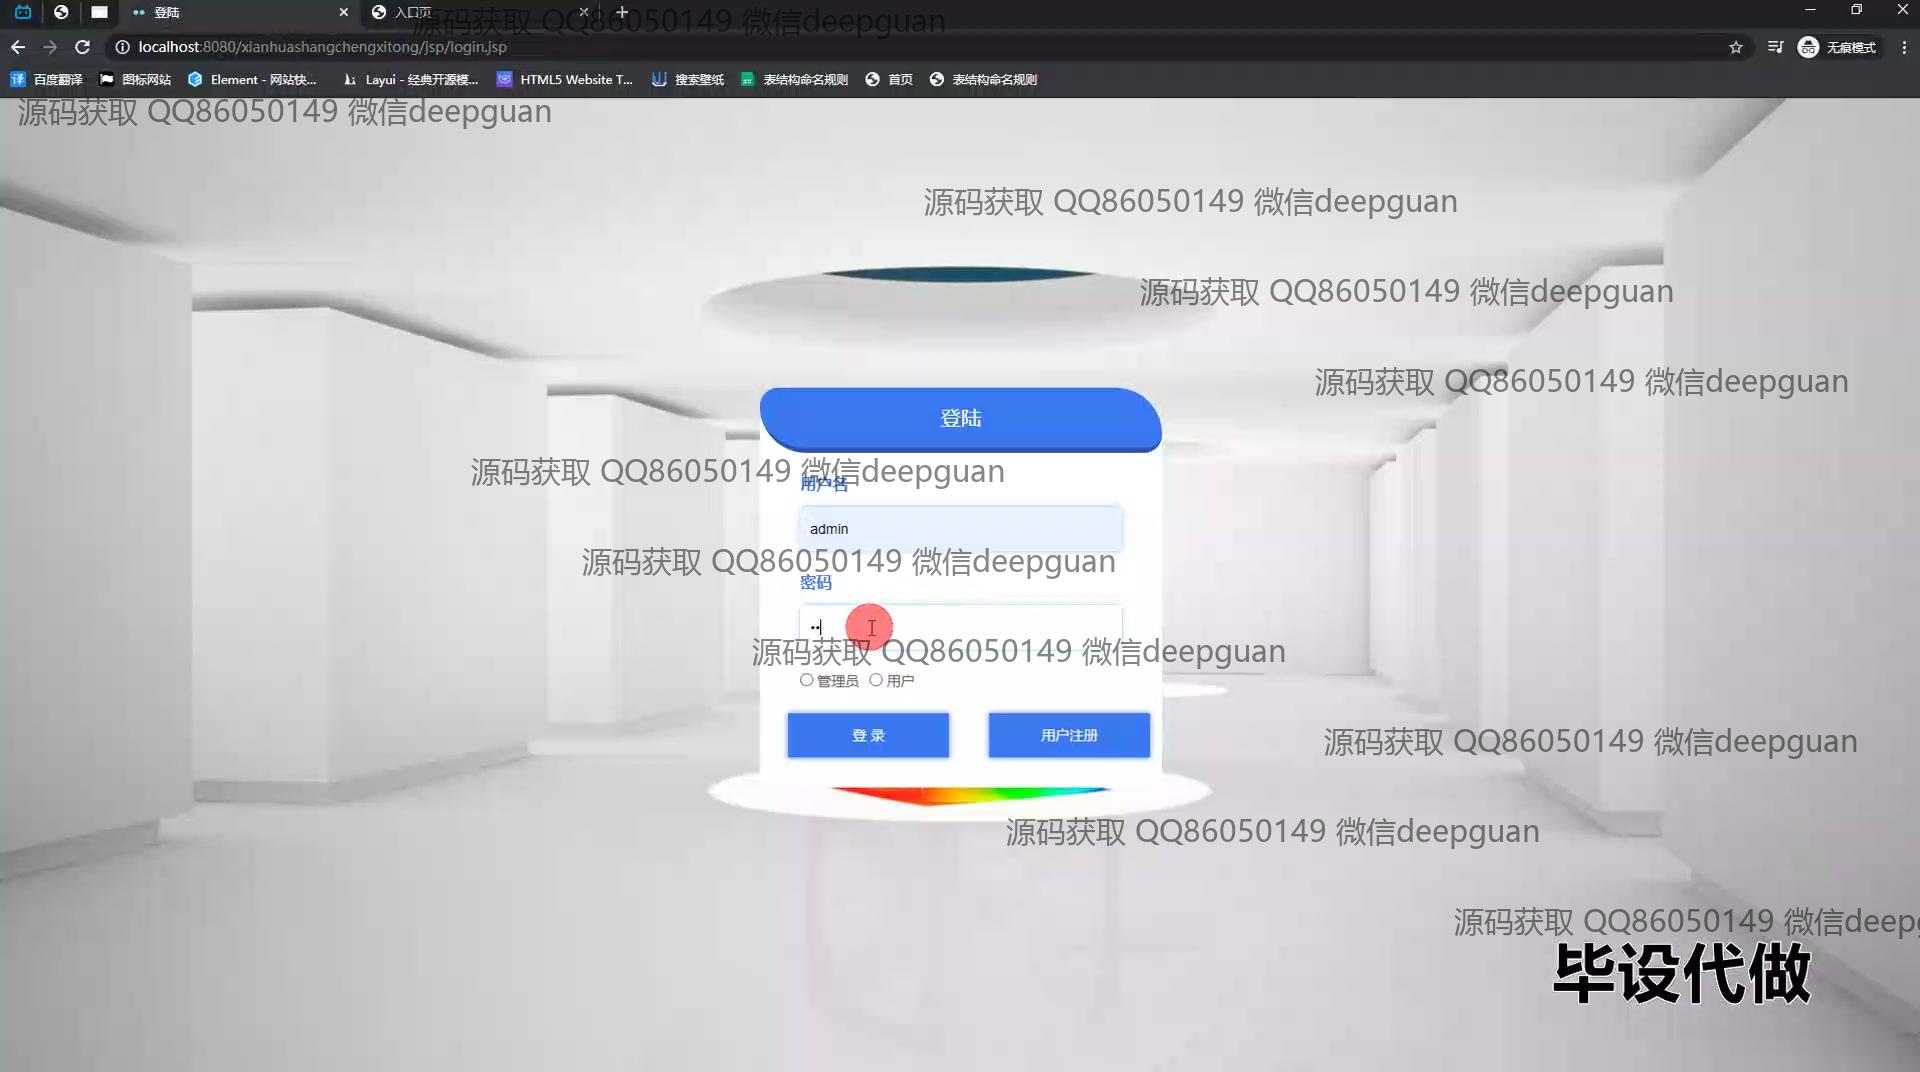 登陆
入口页
源码获取 QQ86050149 微信deepguan
localhost:8080/xianhuashangchengxitong/jsp/login.jsp
无痕模式
百度翻译
图标网站
Element - 网站快...
Layui - 经典开源模...
HTML5 Website T...
搜索壁纸
表结构命名规则
首页
表结构命名规则
源码获取 QQ86050149 微信deepguan
源码获取 QQ86050149 微信deepguan
源码获取 QQ86050149 微信deepguan
源码获取 QQ86050149 微信deepguan
登陆
源码获取 QQ86050149 微信deepguan
用户名
admin
源码获取 QQ86050149 微信deepguan
密码
源码获取 QQ86050149 微信deepguan
管理员 用户
登 录
用户注册
源码获取 QQ86050149 微信deepguan
源码获取 QQ86050149 微信deepguan
源码获取 QQ86050149 微信deepg
毕设代做